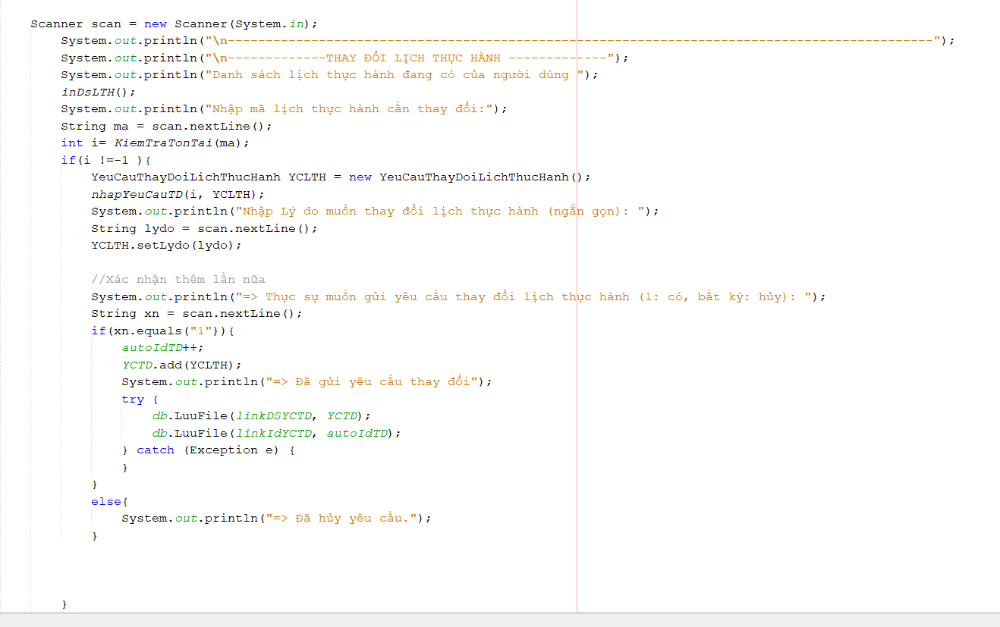 Scanner scan = new Scanner(System.in);
System.out.println("\n---------------------------------------------------------------------------------------------");
System.out.println("\n-------------THAY ĐỔI LỊCH THỰC HÀNH -------------");
System.out.println("Danh sách lịch thực hành đang có của người dùng ");
inDsLTH();
System.out.println("Nhập mã lịch thực hành cần thay đổi:");
String ma = scan.nextLine();
int i= KiemTraTonTai(ma);
if(i !=-1 ){
YeuCauThayDoiLichThucHanh YCLTH = new YeuCauThayDoiLichThucHanh();
nhapYeuCauTD(i, YCLTH);
System.out.println("Nhập Lý do muốn thay đổi lịch thực hành (ngắn gọn): ");
String lydo = scan.nextLine();
YCLTH.setLydo(lydo);
//Xác nhận thêm lần nữa
System.out.println("=> Thực sự muốn gửi yêu cầu thay đổi lịch thực hành (1: có, bất kỳ: hủy): ");
String xn = scan.nextLine();
if(xn.equals("1")){
autoIdTD++;
YCTD.add(YCLTH);
System.out.println("=> Đã gửi yêu cầu thay đổi");
try {
db.LuuFile(linkDSYCTD, YCTD);
db.LuuFile(linkIdYCTD, autoIdTD);
} catch (Exception e) {
}
}
else{
System.out.println("=> Đã hủy yêu cầu.");
}
}